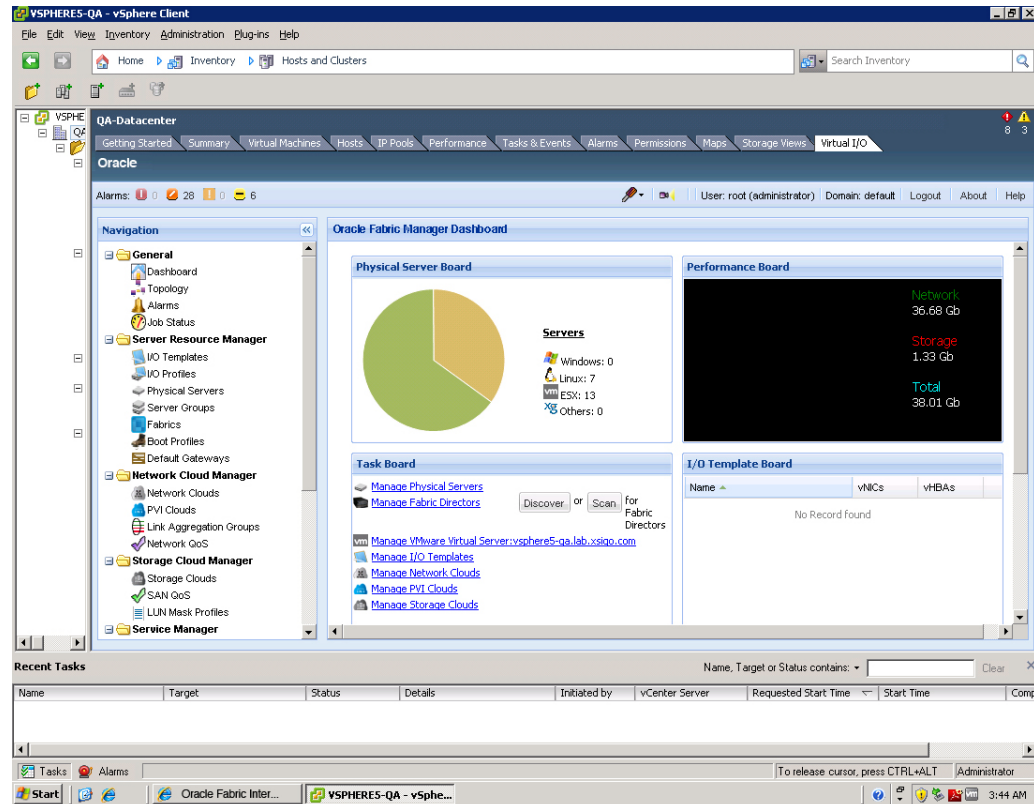 VSPHERE5-QA - vSphere Client
File Edit View Inventory Administration Plug-ins Help
Home Inventory Hosts and Clusters Search Inventory
VSPHE
QA
QA-Datacenter
8 3
Getting Started Summary Virtual Machines Hosts IP Pools Performance Tasks & Events Alarms Permissions Maps Storage Views Virtual I/O
Oracle
Alarms: 0 28 0 6 User: root (administrator) Domain: default Logout About Help
Navigation
General
Dashboard
Topology
Alarms
Job Status
Server Resource Manager
I/O Templates
I/O Profiles
Physical Servers
Server Groups
Fabrics
Boot Profiles
Default Gateways
Network Cloud Manager
Network Clouds
PVI Clouds
Link Aggregation Groups
Network QoS
Storage Cloud Manager
Storage Clouds
SAN QoS
LUN Mask Profiles
Service Manager
Oracle Fabric Manager Dashboard
Physical Server Board
Servers
Windows: 0
Linux: 7
vm ESX: 13
Xg Others: 0
Performance Board
Network
36.68 Gb
Storage
1.33 Gb
Total
38.01 Gb
Task Board
Manage Physical Servers
Manage Fabric Directors
Discover or Scan for
Fabric
Directors
vm Manage VMware Virtual Server:vsphere5-qa.lab.xsigo.com
Manage I/O Templates
Manage Network Clouds
Manage PVI Clouds
Manage Storage Clouds
I/O Template Board
Name vNICs vHBAs
No Record found
Recent Tasks Name, Target or Status contains: Clear
Name Target Status Details Initiated by vCenter Server Requested Start Time Start Time Comp
Tasks Alarms To release cursor, press CTRL+ALT Administrator
Start Oracle Fabric Inter... VSPHERE5-QA - vSphe... 3:44 AM